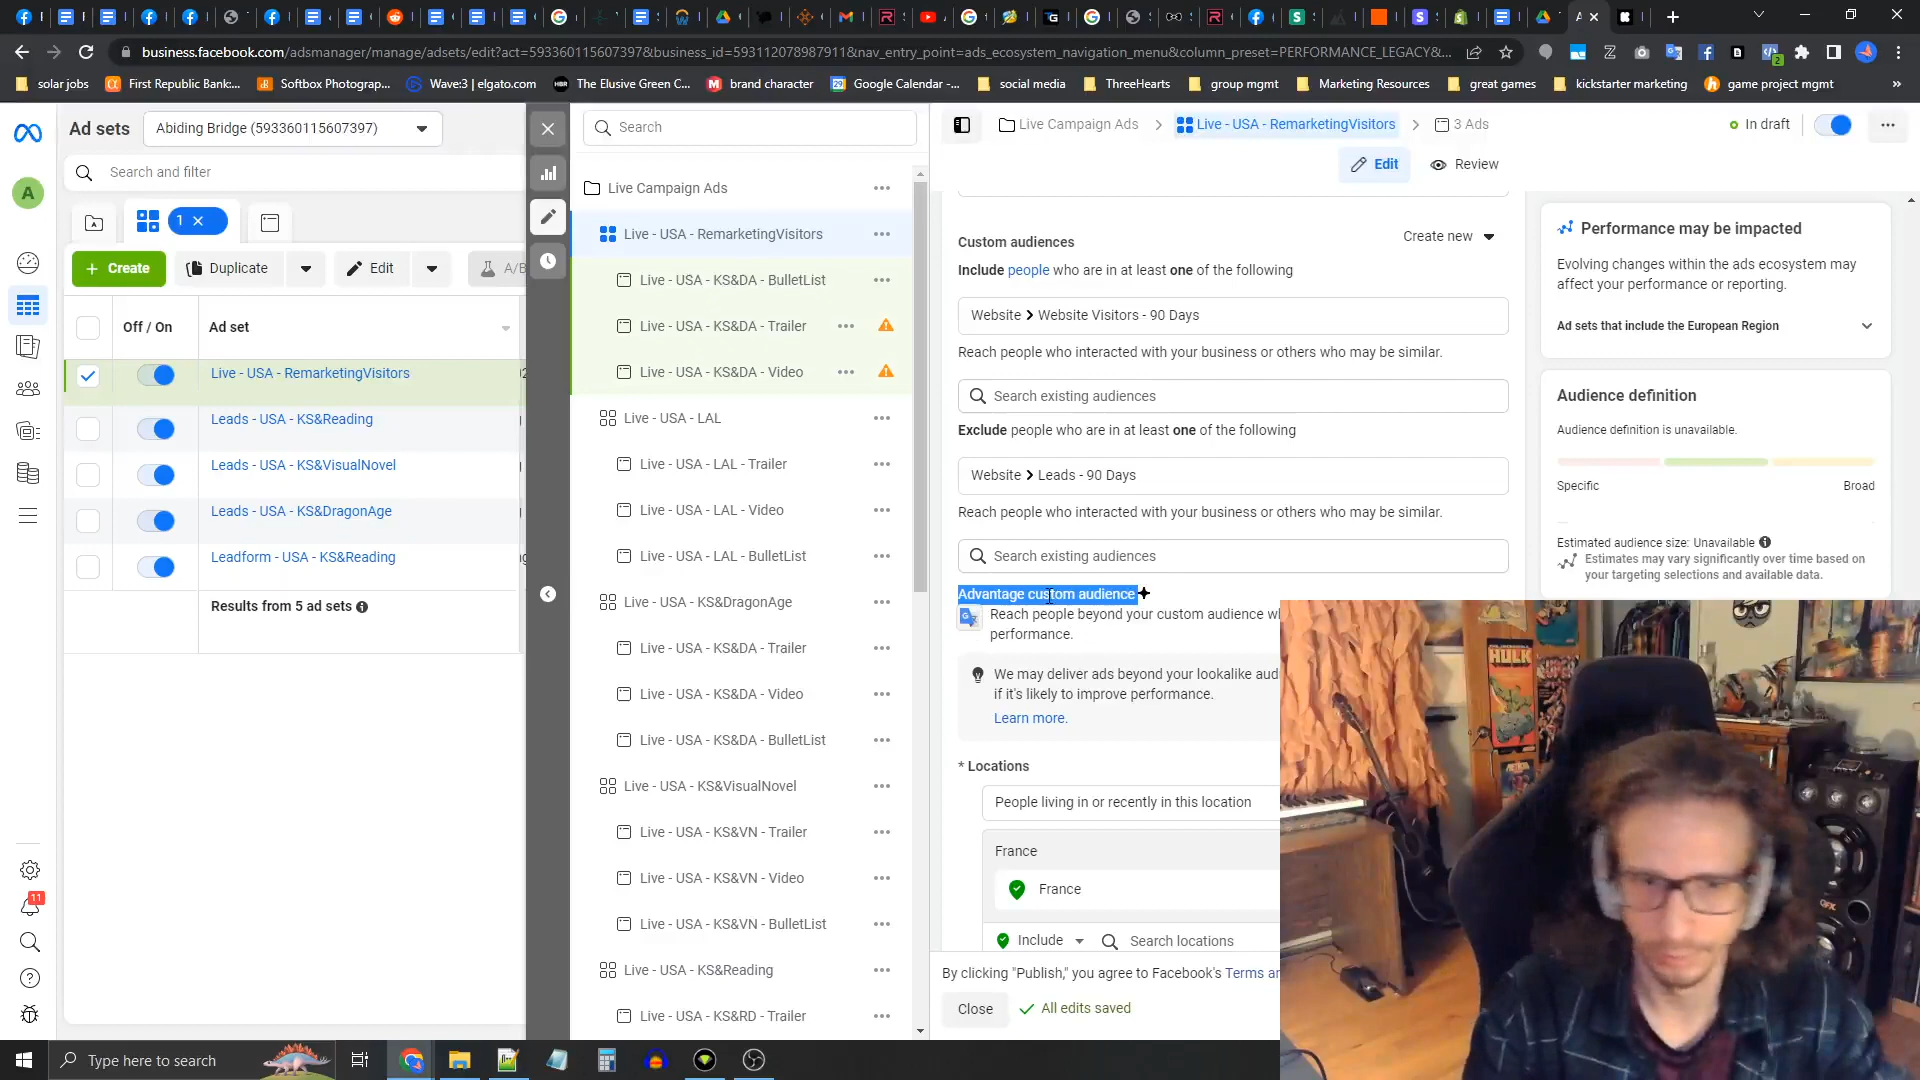 business.facebook.com/adsmanager/manage/adsets/edit?act=593360115607397&business_id=593112078987911&nav_entry_point=ads_ecosystem_navigation_menu&column_preset=PERFORMANCE_LEGACY&...
solar jobs
First Republic Bank:...
Softbox Photograp...
Wave:3 | elgato.com
The Elusive Green C...
brand character
Google Calendar -...
social media
ThreeHearts
group mgmt
Marketing Resources
great games
kickstarter marketing
game project mgmt
Ad sets
Abiding Bridge (593360115607397)
Search and filter
A
1
Create
Duplicate
Edit
A/B
Off / On
Ad set
Live - USA - RemarketingVisitors
Leads - USA - KS&Reading
Leads - USA - KS&VisualNovel
Leads - USA - KS&DragonAge
Leadform - USA - KS&Reading
Results from 5 ad sets
11
Search
Live Campaign Ads
Live - USA - RemarketingVisitors
Live - USA - KS&DA - BulletList
Live - USA - KS&DA - Trailer
Live - USA - KS&DA - Video
Live - USA - LAL
Live - USA - LAL - Trailer
Live - USA - LAL - Video
Live - USA - LAL - BulletList
Live - USA - KS&DragonAge
Live - USA - KS&DA - Trailer
Live - USA - KS&DA - Video
Live - USA - KS&DA - BulletList
Live - USA - KS&VisualNovel
Live - USA - KS&VN - Trailer
Live - USA - KS&VN - Video
Live - USA - KS&VN - BulletList
Live - USA - KS&Reading
Live - USA - KS&RD - Trailer
Live Campaign Ads
Live - USA - RemarketingVisitors
3 Ads
In draft
Edit
Review
Custom audiences
Create new
Include people who are in at least one of the following
Website > Website Visitors - 90 Days
Reach people who interacted with your business or others who may be similar.
Search existing audiences
Exclude people who are in at least one of the following
Website > Leads - 90 Days
Reach people who interacted with your business or others who may be similar.
Search existing audiences
Advantage custom audience
Reach people beyond your custom audience
performance.
We may deliver ads beyond your lookalike
if it's likely to improve performance.
Learn more.
* Locations
People living in or recently in this location
France
France
Include
Search locations
By clicking "Publish," you agree to Facebook's Terms
Close
All edits saved
Performance may be impacted
Evolving changes within the ads ecosystem may
affect your performance or reporting.
Ad sets that include the European Region
Audience definition
Audience definition is unavailable.
Specific
Broad
Estimated audience size: Unavailable
Estimates may vary significantly over time based on
your targeting selections and available data.
HULK
Type here to search